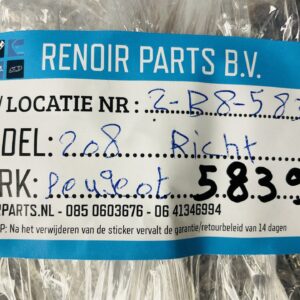 RENOIR PARTS B.V.
/LOCATIE NR : 2-B8-583
DEL: 208 Richt
RK: Peugeot 5839
PARTS.NL - 085 0603676 - 06 41346994
P: Na het verwijderen van de sticker vervalt de garantie/retourbeleid van 14 dagen